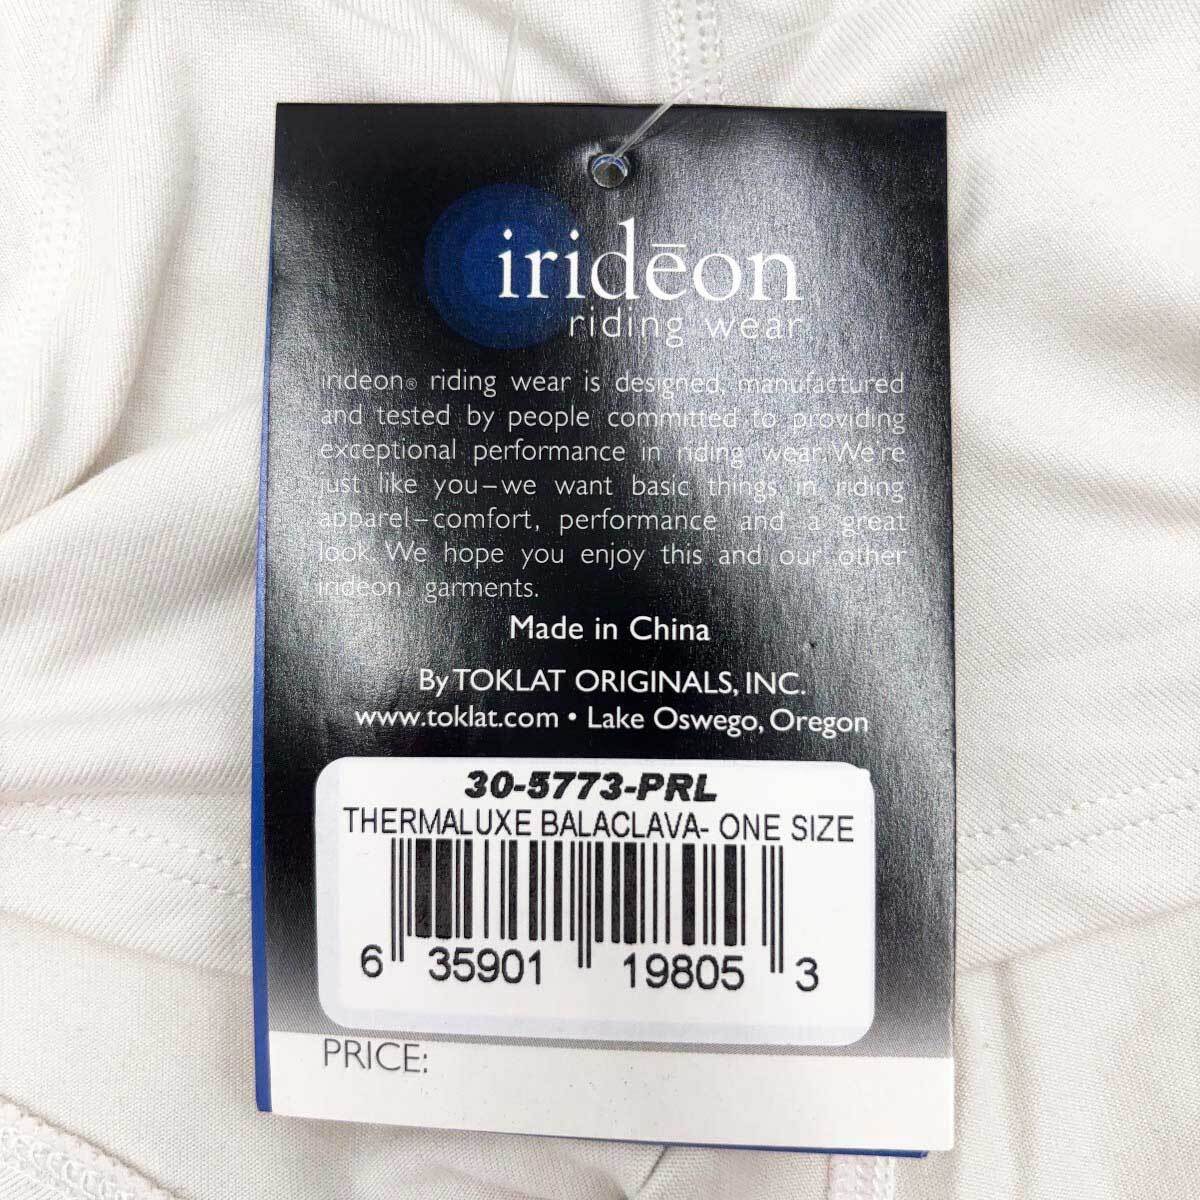 iridēon
riding wear
irideon® riding wear is designed, manufactured
and tested by people committed to providing
exceptional performance in riding wear. We're
just like you–we want basic things in riding
apparel–comfort, performance and a great
look. We hope you enjoy this and our other
irideon garments.
Made in China
By TOKLAT ORIGINALS, INC.
www.toklat.com • Lake Oswego, Oregon
30-5773-PRL
THERMALUXE BALACLAVA- ONE SIZE
6 35901 19805 3
PRICE: